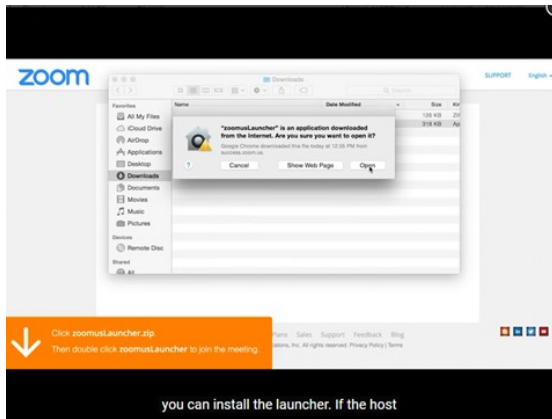 zoom
SUPPORT English
Downloads
Search
Favorites
Name Date Modified Size Kin
All My Files
iCloud Drive
AirDrop
Applications
Desktop
Downloads
Documents
Movies
Music
Pictures
Devices
Remote Disc
Shared
All
318 KB
"zoomusLauncher" is an application downloaded
from the Internet. Are you sure you want to open it?
Google Chrome downloaded this file today at 12:35 PM from
success.zoom.us.
? Cancel Show Web Page Open
Click zoomusLauncher.zip.
Then double click zoomusLauncher to join the meeting.
Plans Sales Support Feedback Blog
Inc. All rights reserved. Privacy Policy | Terms
you can install the launcher. If the host